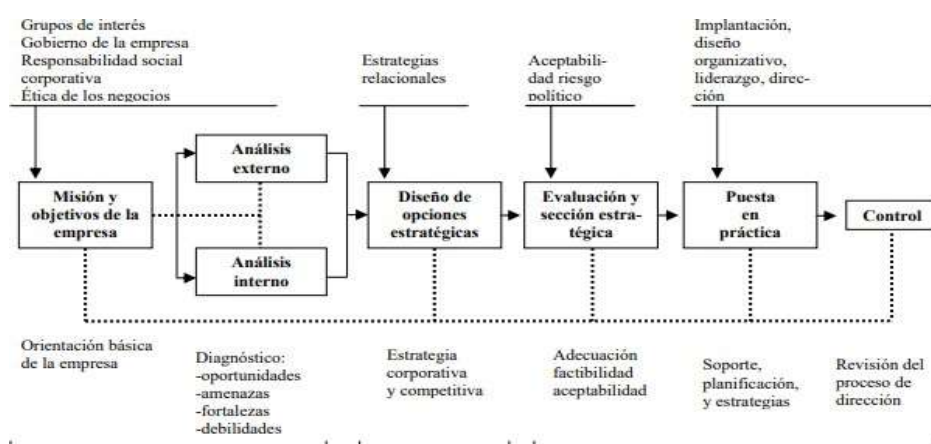 Grupos de interés
Gobierno de la empresa
Responsabilidad social
corporativa
Ética de los negocios
Estrategias
relacionales
Aceptabili-
dad riesgo
político
Implantación,
diseño
organizativo,
liderazgo, direc-
ción
Misión y
objetivos de la
empresa
Análisis
externo
Análisis
interno
Diseño de
opciones
estratégicas
Evaluación y
sección estra-
tégica
Puesta
en
práctica
Control
Orientación básica
de la empresa
Diagnóstico:
-oportunidades
-amenazas
-fortalezas
-debilidades
Estrategia
corporativa
y competitiva
Adecuación
factibilidad
aceptabilidad
Soporte,
planificación,
y estrategias
Revisión del
proceso de
dirección